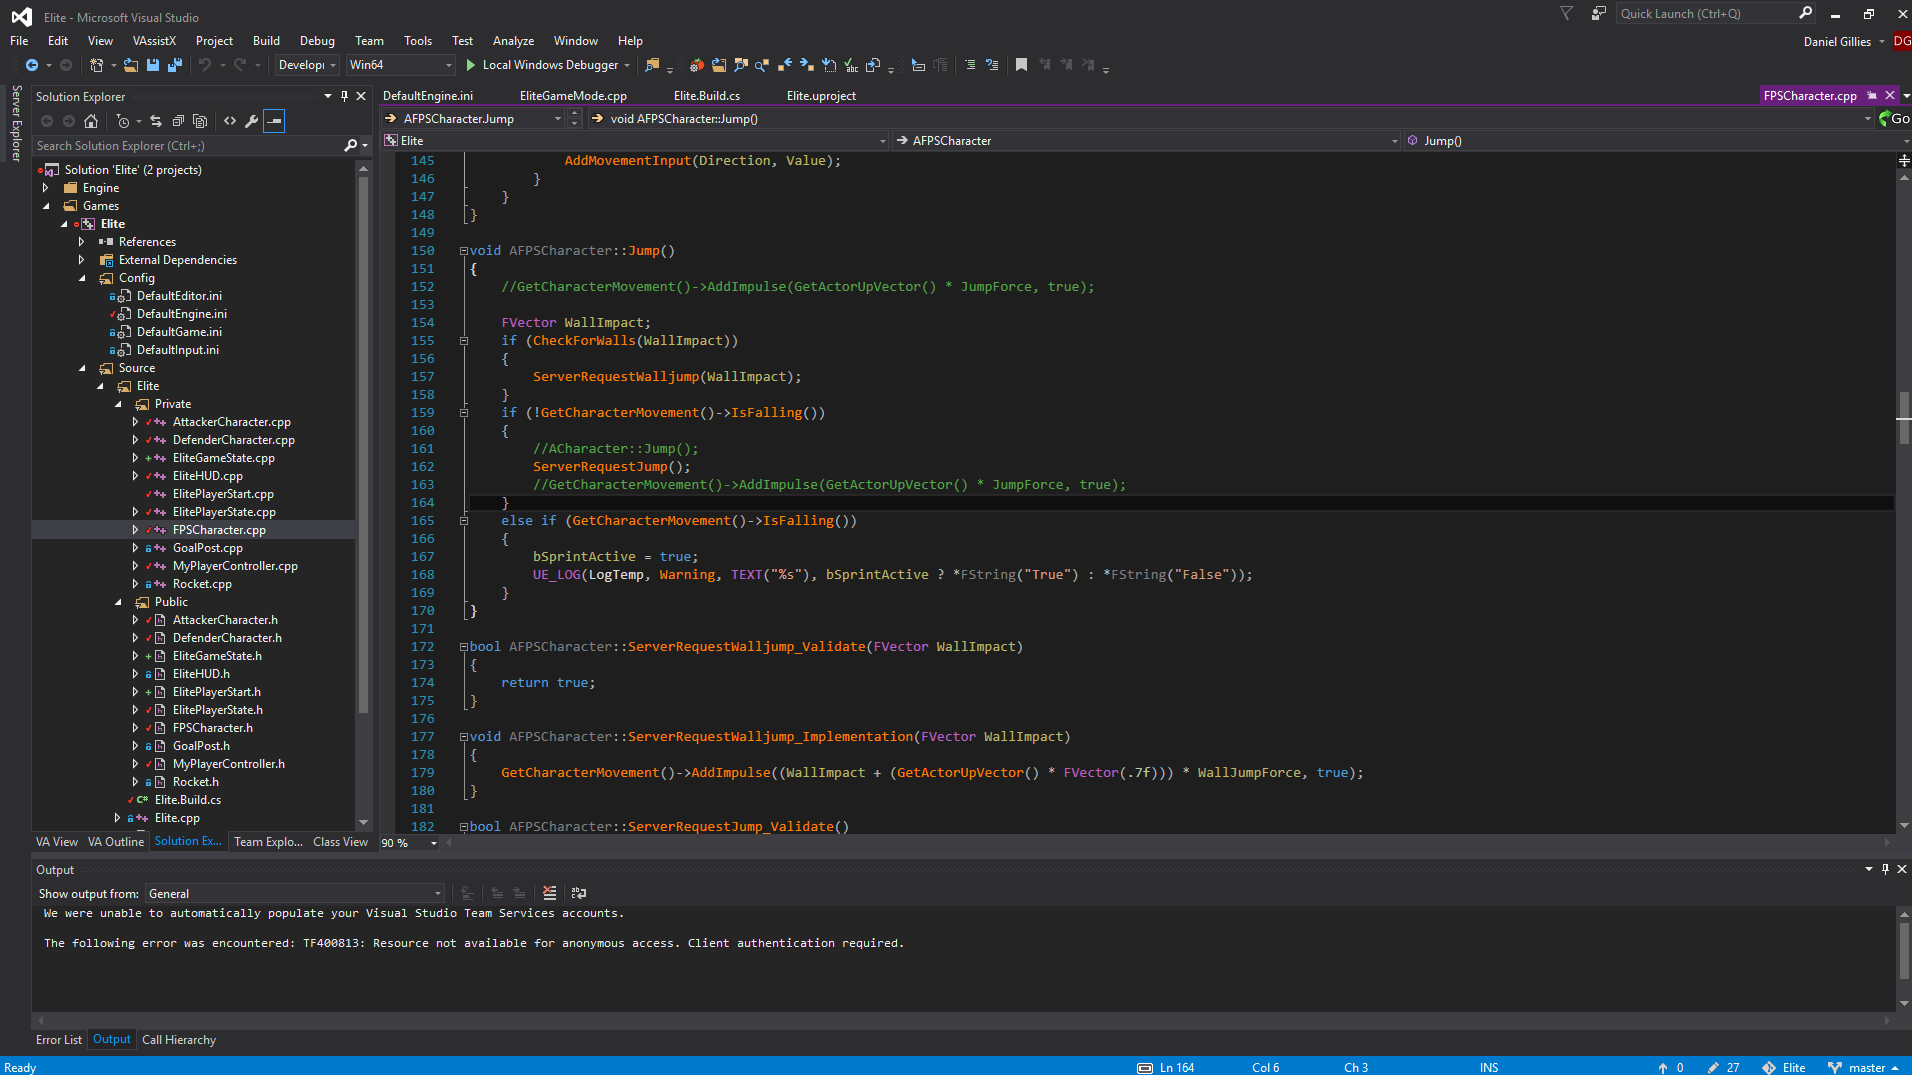 Elite - Microsoft Visual Studio
Quick Launch (Ctrl+Q)
File Edit View VAssistX Project Build Debug Team Tools Test Analyze Window Help
Daniel Gillies DG
Developi Win64 Local Windows Debugger
Server Explorer
Solution Explorer
Search Solution Explorer (Ctrl+;)
Solution 'Elite' (2 projects)
Engine
Games
Elite
References
External Dependencies
Config
DefaultEditor.ini
DefaultEngine.ini
DefaultGame.ini
DefaultInput.ini
Source
Elite
Private
AttackerCharacter.cpp
DefenderCharacter.cpp
EliteGameState.cpp
EliteHUD.cpp
ElitePlayerStart.cpp
ElitePlayerState.cpp
FPSCharacter.cpp
GoalPost.cpp
MyPlayerController.cpp
Rocket.cpp
Public
AttackerCharacter.h
DefenderCharacter.h
EliteGameState.h
EliteHUD.h
ElitePlayerStart.h
ElitePlayerState.h
FPSCharacter.h
GoalPost.h
MyPlayerController.h
Rocket.h
Elite.Build.cs
Elite.cpp
VA View VA Outline Solution Ex... Team Explo... Class View
DefaultEngine.ini EliteGameMode.cpp Elite.Build.cs Elite.uproject FPSCharacter.cpp
AFPSCharacter.Jump void AFPSCharacter::Jump() Go
Elite AFPSCharacter Jump()
145 AddMovementInput(Direction, Value);
146 }
147 }
148 }
149
150 void AFPSCharacter::Jump()
151 {
152 //GetCharacterMovement()->AddImpulse(GetActorUpVector() * JumpForce, true);
153
154 FVector WallImpact;
155 if (CheckForWalls(WallImpact))
156 {
157 ServerRequestWalljump(WallImpact);
158 }
159 if (!GetCharacterMovement()->IsFalling())
160 {
161 //ACharacter::Jump();
162 ServerRequestJump();
163 //GetCharacterMovement()->AddImpulse(GetActorUpVector() * JumpForce, true);
164 }
165 else if (GetCharacterMovement()->IsFalling())
166 {
167 bSprintActive = true;
168 UE_LOG(LogTemp, Warning, TEXT("%s"), bSprintActive ? *FString("True") : *FString("False"));
169 }
170 }
171
172 bool AFPSCharacter::ServerRequestWalljump_Validate(FVector WallImpact)
173 {
174 return true;
175 }
176
177 void AFPSCharacter::ServerRequestWalljump_Implementation(FVector WallImpact)
178 {
179 GetCharacterMovement()->AddImpulse((WallImpact + (GetActorUpVector() * FVector(.7f))) * WallJumpForce, true);
180 }
181
182 bool AFPSCharacter::ServerRequestJump_Validate()
90 %
Output
Show output from: General
We were unable to automatically populate your Visual Studio Team Services accounts.
The following error was encountered: TF400813: Resource not available for anonymous access. Client authentication required.
Error List Output Call Hierarchy
Ready Ln 164 Col 6 Ch 3 INS 0 27 Elite master